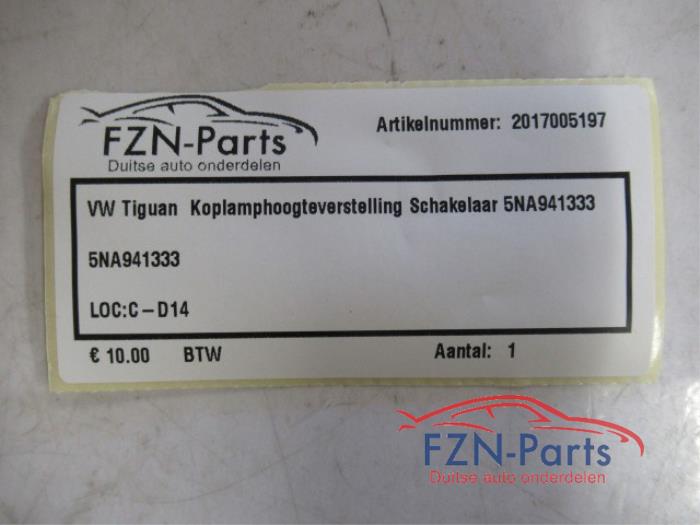 FZN-Parts
Duitse auto onderdelen
Artikelnummer: 2017005197
VW Tiguan Koplamphoogteverstelling Schakelaar 5NA941333
5NA941333
LOC:C-D14
€ 10.00 BTW
Aantal: 1
FZN-Parts
Duitse auto onderdelen